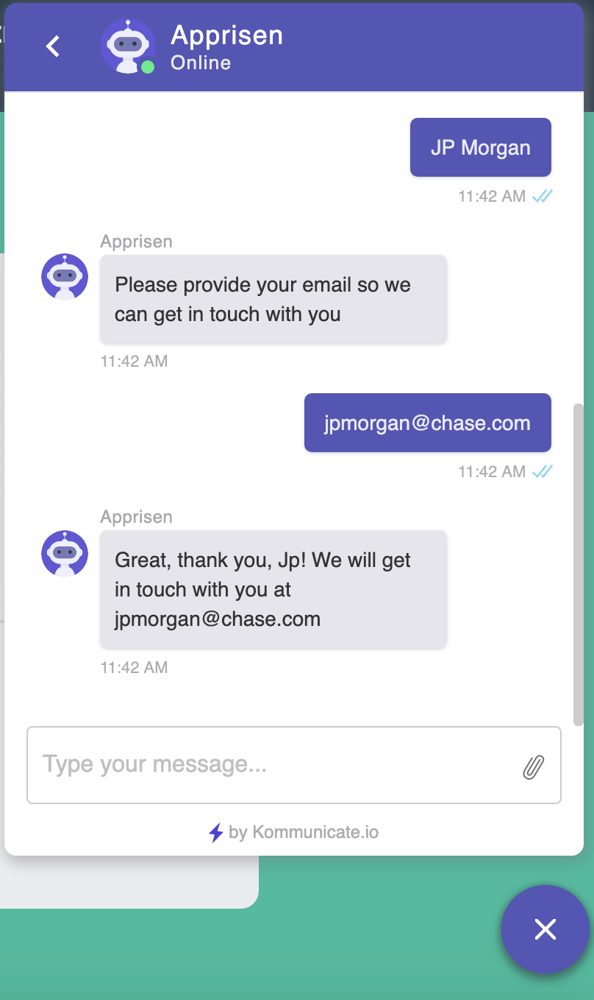 Apprisen
Online
JP Morgan
11:42 AM
Apprisen
Please provide your email so we
can get in touch with you
11:42 AM
jpmorgan@chase.com
11:42 AM
Apprisen
Great, thank you, Jp! We will get
in touch with you at
jpmorgan@chase.com
11:42 AM
Type your message...
by Kommunicate.io